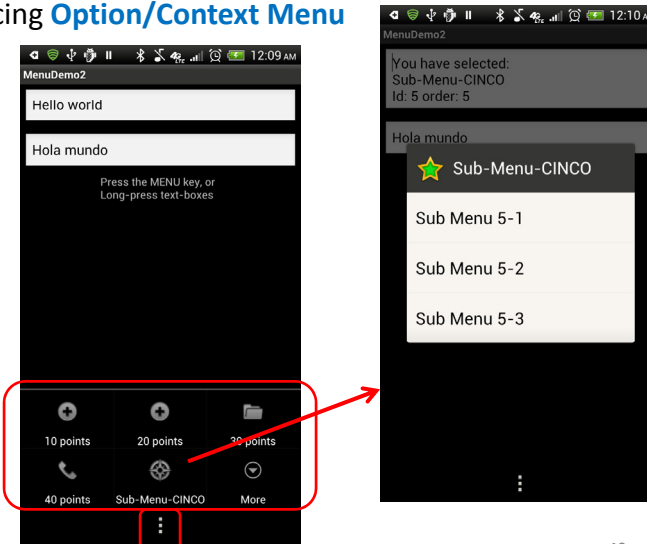 cing Option/Context Menu
12:09 AM
MenuDemo2
Hello world
Hola mundo
Press the MENU key, or
Long-press text-boxes
10 points
20 points
30 points
40 points
Sub-Menu-CINCO
More
12:10 A
MenuDemo2
You have selected:
Sub-Menu-CINCO
Id: 5 order: 5
Hola mundo
Sub-Menu-CINCO
Sub Menu 5-1
Sub Menu 5-2
Sub Menu 5-3